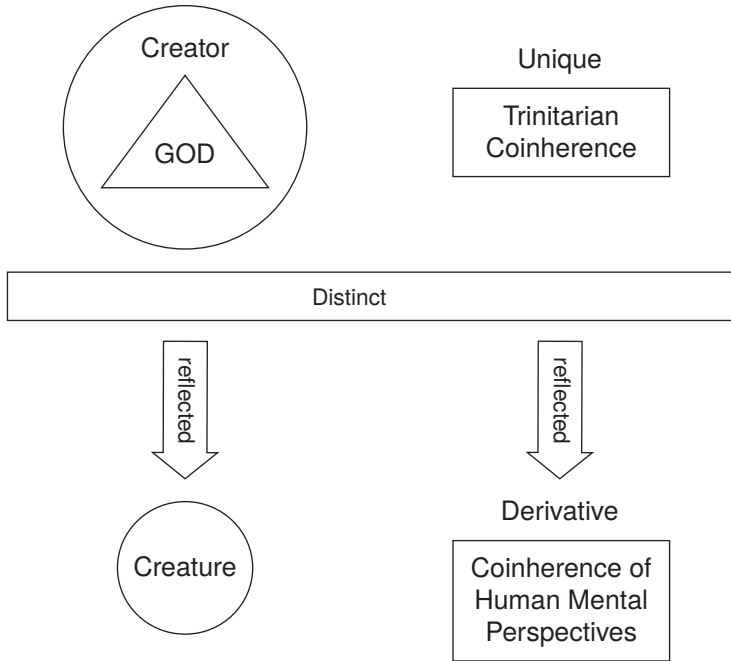 Creator
GOD
Unique
Trinitarian
Coinherence
Distinct
reflected
reflected
Creature
Derivative
Coinherence of
Human Mental
Perspectives